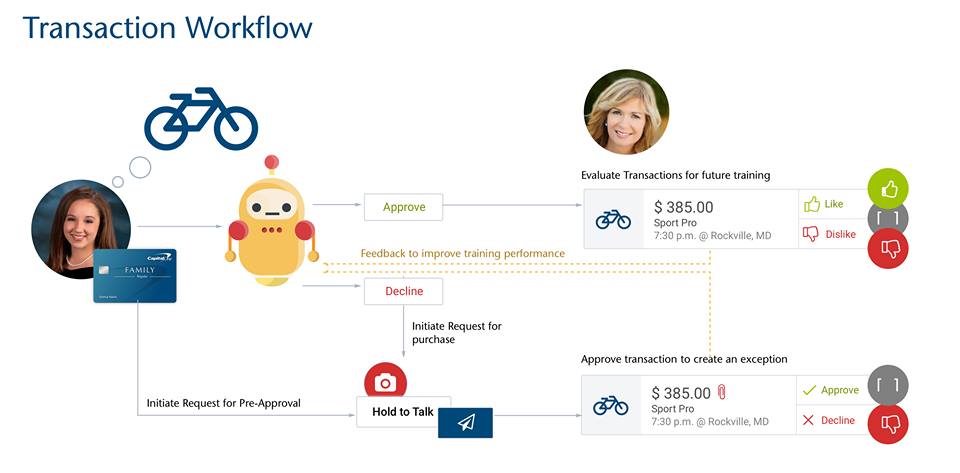 Transaction Workflow
Evaluate Transactions for future training
Approve
$ 385.00
Sport Pro
7:30 p.m. @ Rockville, MD
Like
Dislike
Feedback to improve training performance
Capital
FAMILY
Decline
Initiate Request for
purchase
Approve transaction to create an exception
Initiate Request for Pre-Approval
Hold to Talk
$ 385.00
Sport Pro
7:30 p.m. @ Rockville, MD
Approve
Decline